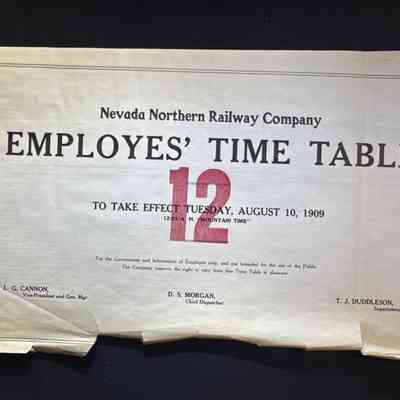 Nevada Northern Railway Company
EMPLOYES' TIME TABL
12
TO TAKE EFFECT TUESDAY, AUGUST 10, 1909
12:01 A. M. "MOUNTAIN TIME"
For the Government and Information of Employes only, and not intended for the use of the Public.
The Company reserves the right to vary from this Time Table at pleasure.
L. G. CANNON,
Vice-President and Gen. Mgr.
D. S. MORGAN,
Chief Dispatcher
T. J. DUDDLESON,
Superintend